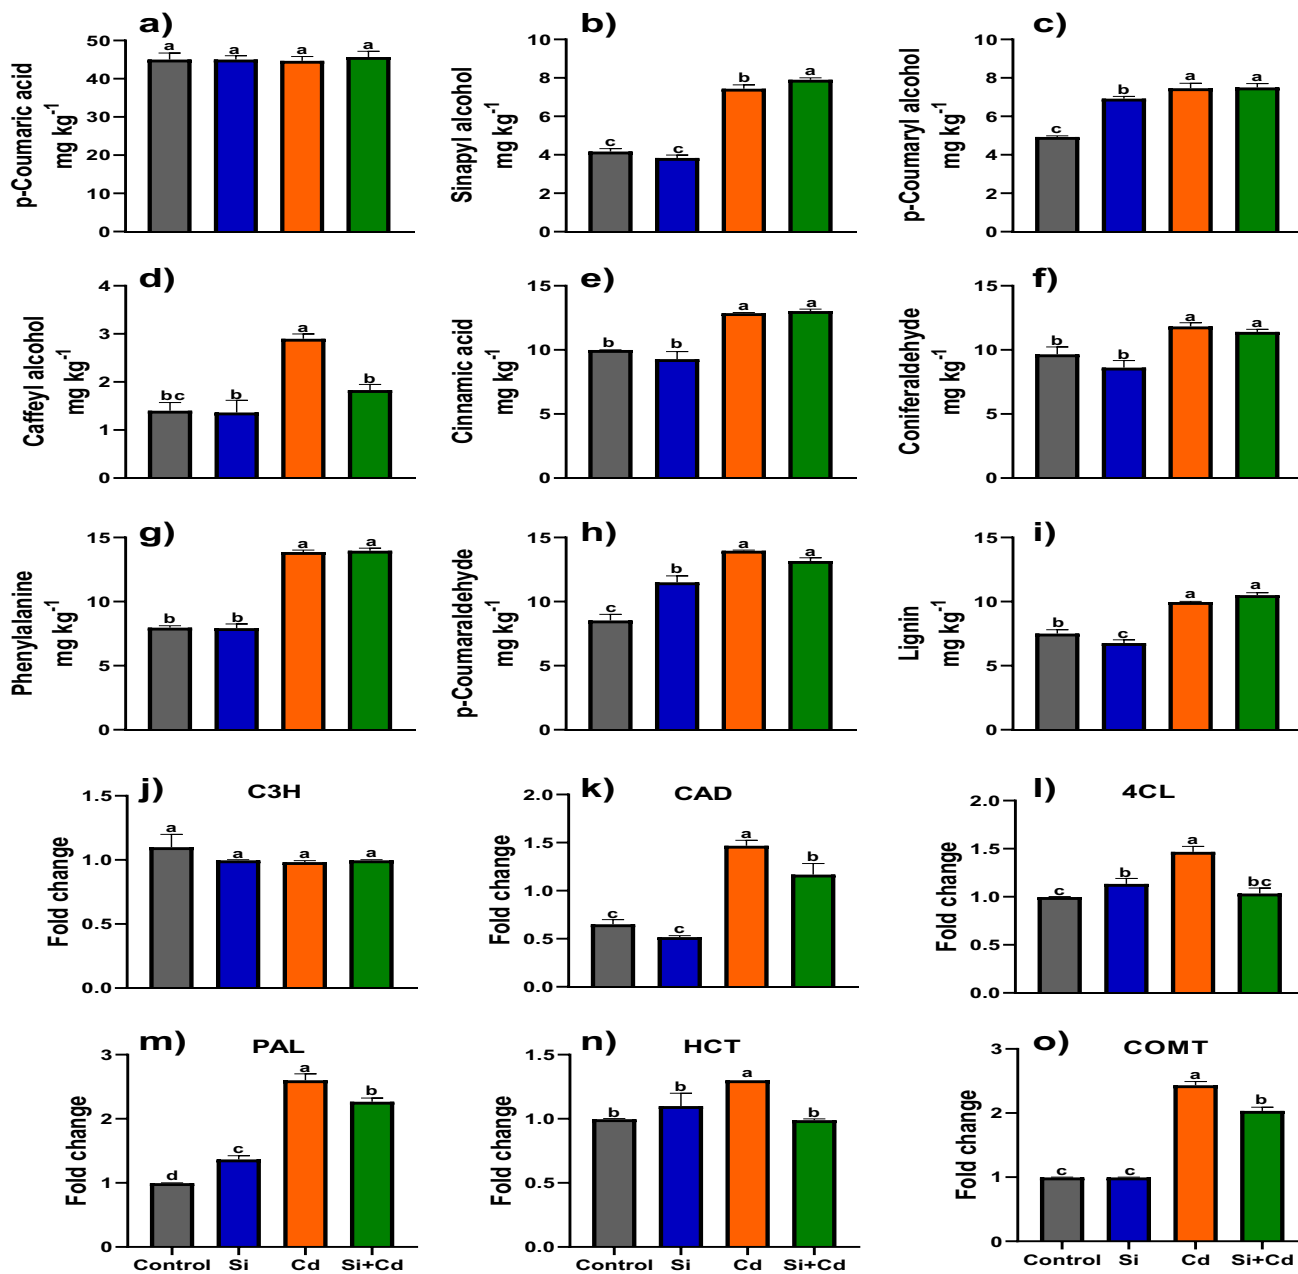 a)
p-Coumaric acid
mg kg⁻¹
50
40
30
20
10
0
a a a a
b)
Sinapyl alcohol
mg kg⁻¹
10
8
6
4
2
0
c c b a
c)
p-Coumaryl alcohol
mg kg⁻¹
10
8
6
4
2
0
c b a a
d)
Caffeyl alcohol
mg kg⁻¹
4
3
2
1
0
bc b a b
e)
Cinnamic acid
mg kg⁻¹
15
10
5
0
b b a a
f)
Coniferaldehyde
mg kg⁻¹
15
10
5
0
b b a a
g)
Phenylalanine
mg kg⁻¹
15
10
5
0
b b a a
h)
p-Coumaraldehyde
mg kg⁻¹
15
10
5
0
c b a a
i)
Lignin
mg kg⁻¹
15
10
5
0
b c a a
j) C3H
Fold change
1.5
1.0
0.5
0.0
a a a a
k) CAD
Fold change
2.0
1.5
1.0
0.5
0.0
c c a b
l) 4CL
Fold change
2.0
1.5
1.0
0.5
0.0
c b a bc
m) PAL
Fold change
3
2
1
0
d c a b
Control Si Cd Si+Cd
n) HCT
Fold change
1.5
1.0
0.5
0.0
b b a b
Control Si Cd Si+Cd
o) COMT
Fold change
3
2
1
0
c c a b
Control Si Cd Si+Cd